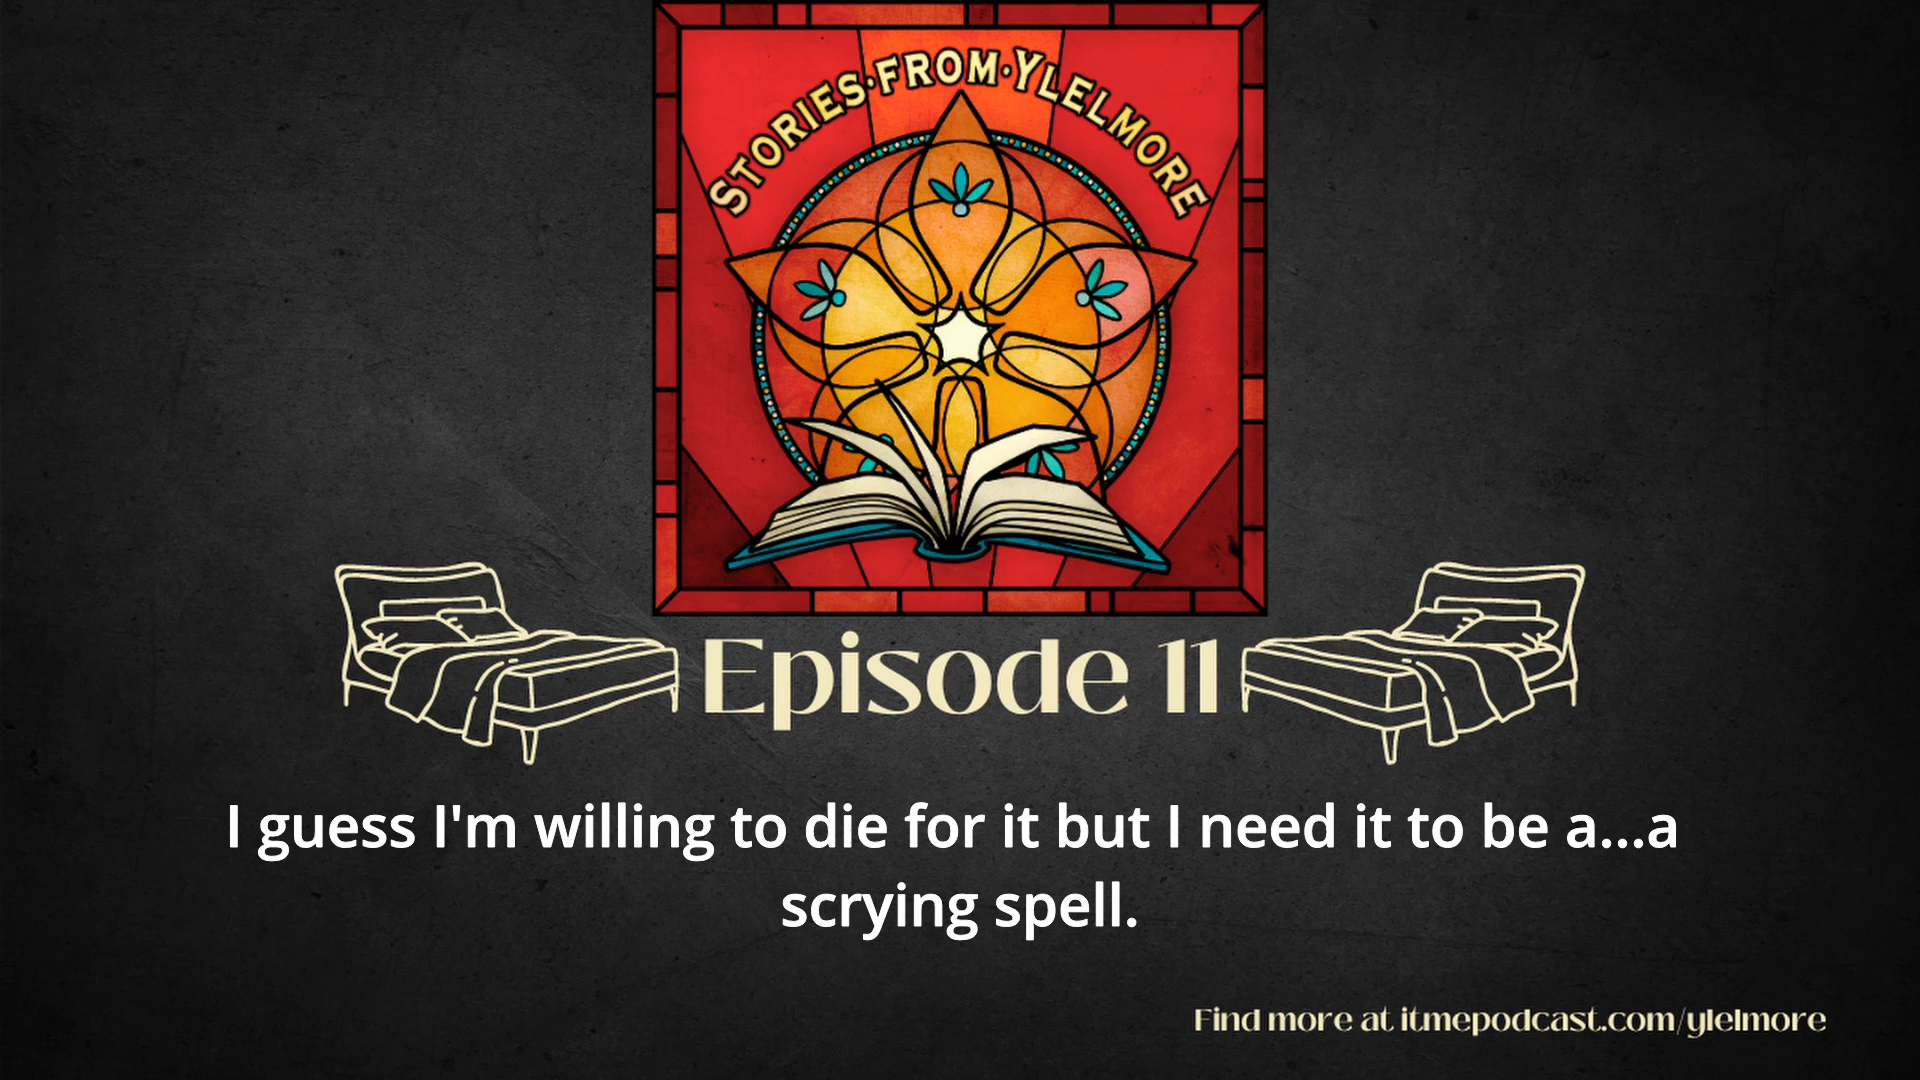 STORIES·FROM·YLELMORE
Episode 11
I guess I'm willing to die for it but I need it to be a...a
scrying spell.
Find more at itmepodcast.com/ylelmore